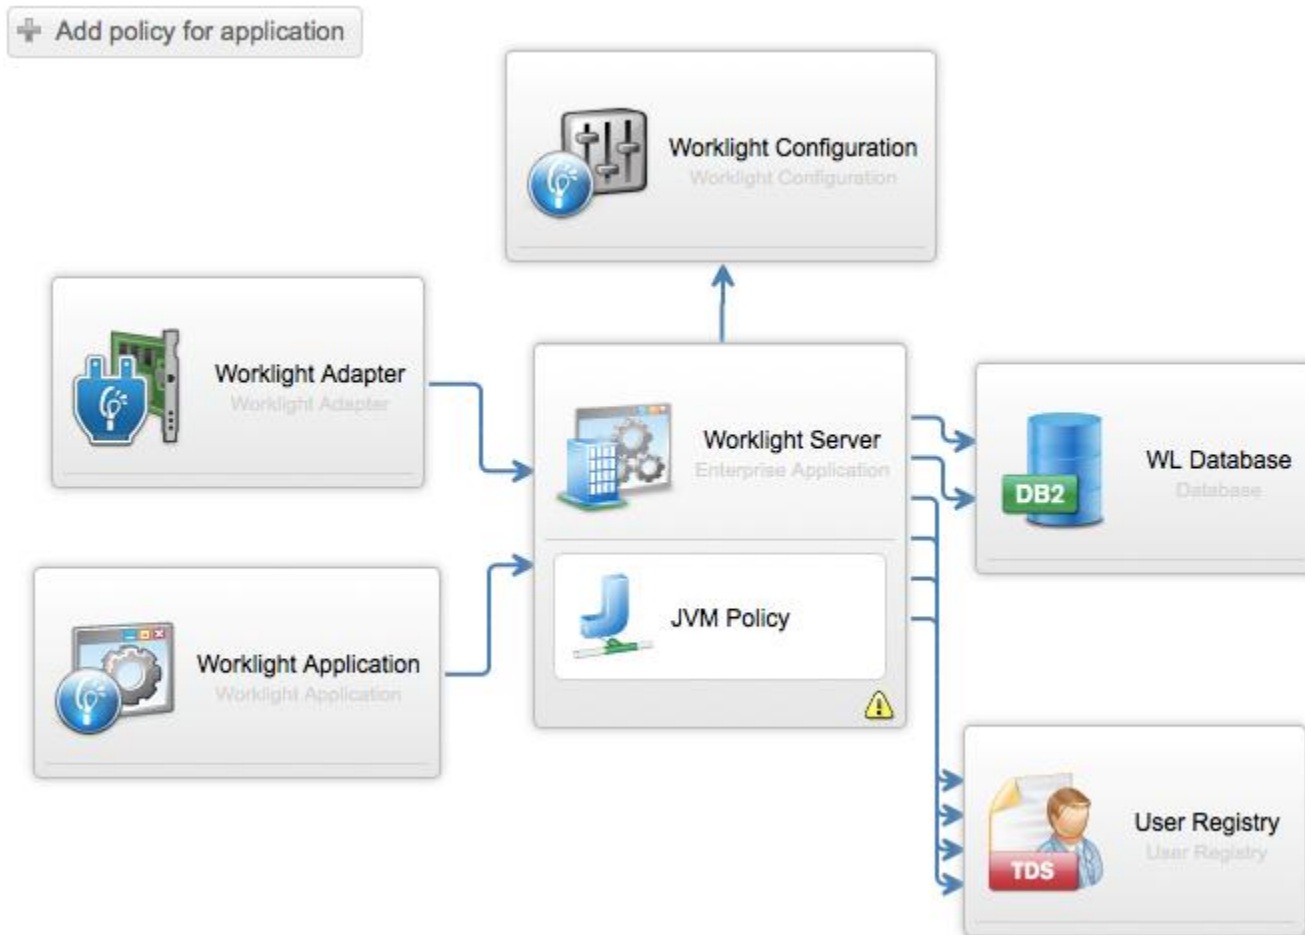 Add policy for application
Worklight Configuration
Worklight Configuration
Worklight Adapter
Worklight Adapter
Worklight Server
Enterprise Application
WL Database
Database
DB2
JVM Policy
Worklight Application
Worklight Application
User Registry
User Registry
TDS